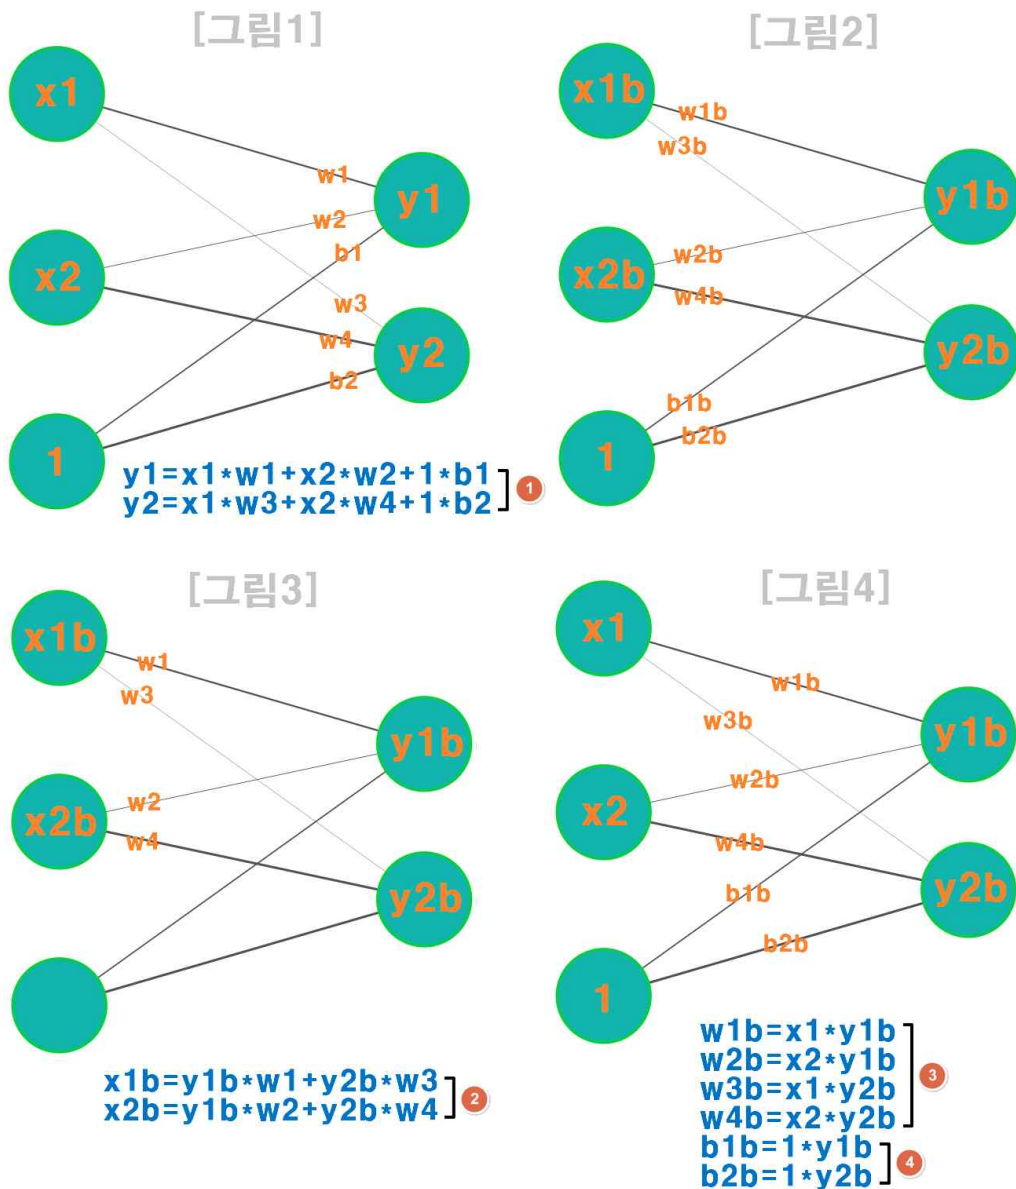 [그림1]
x1
w1
y1
w2
x2
b1
w3
w4
y2
b2
1
y1=x1*w1+x2*w2+1*b1
y2=x1*w3+x2*w4+1*b2
1
[그림2]
x1b
w1b
w3b
y1b
w2b
x2b
w4b
y2b
b1b
b2b
1
[그림3]
x1b
w1
w3
y1b
w2
x2b
w4
y2b
x1b=y1b*w1+y2b*w3
x2b=y1b*w2+y2b*w4
2
[그림4]
x1
w1b
w3b
y1b
w2b
x2
w4b
b1b
y2b
b2b
1
w1b=x1*y1b
w2b=x2*y1b
w3b=x1*y2b
w4b=x2*y2b
3
b1b=1*y1b
b2b=1*y2b
4